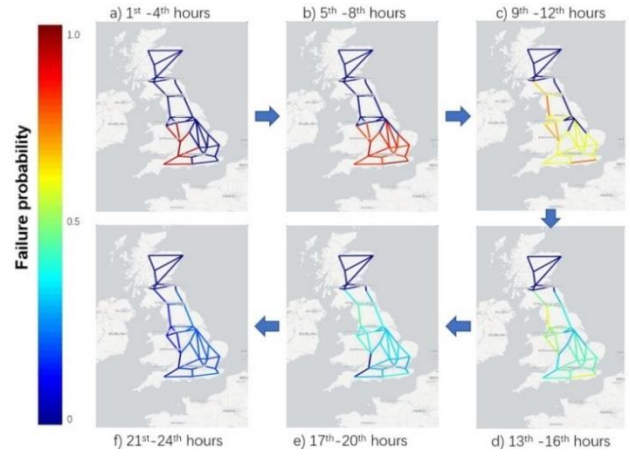 a) 1st -4th hours
b) 5th -8th hours
c) 9th -12th hours
1.0
Failure probability
0.5
0
f) 21st-24th hours
e) 17th-20th hours
d) 13th -16th hours